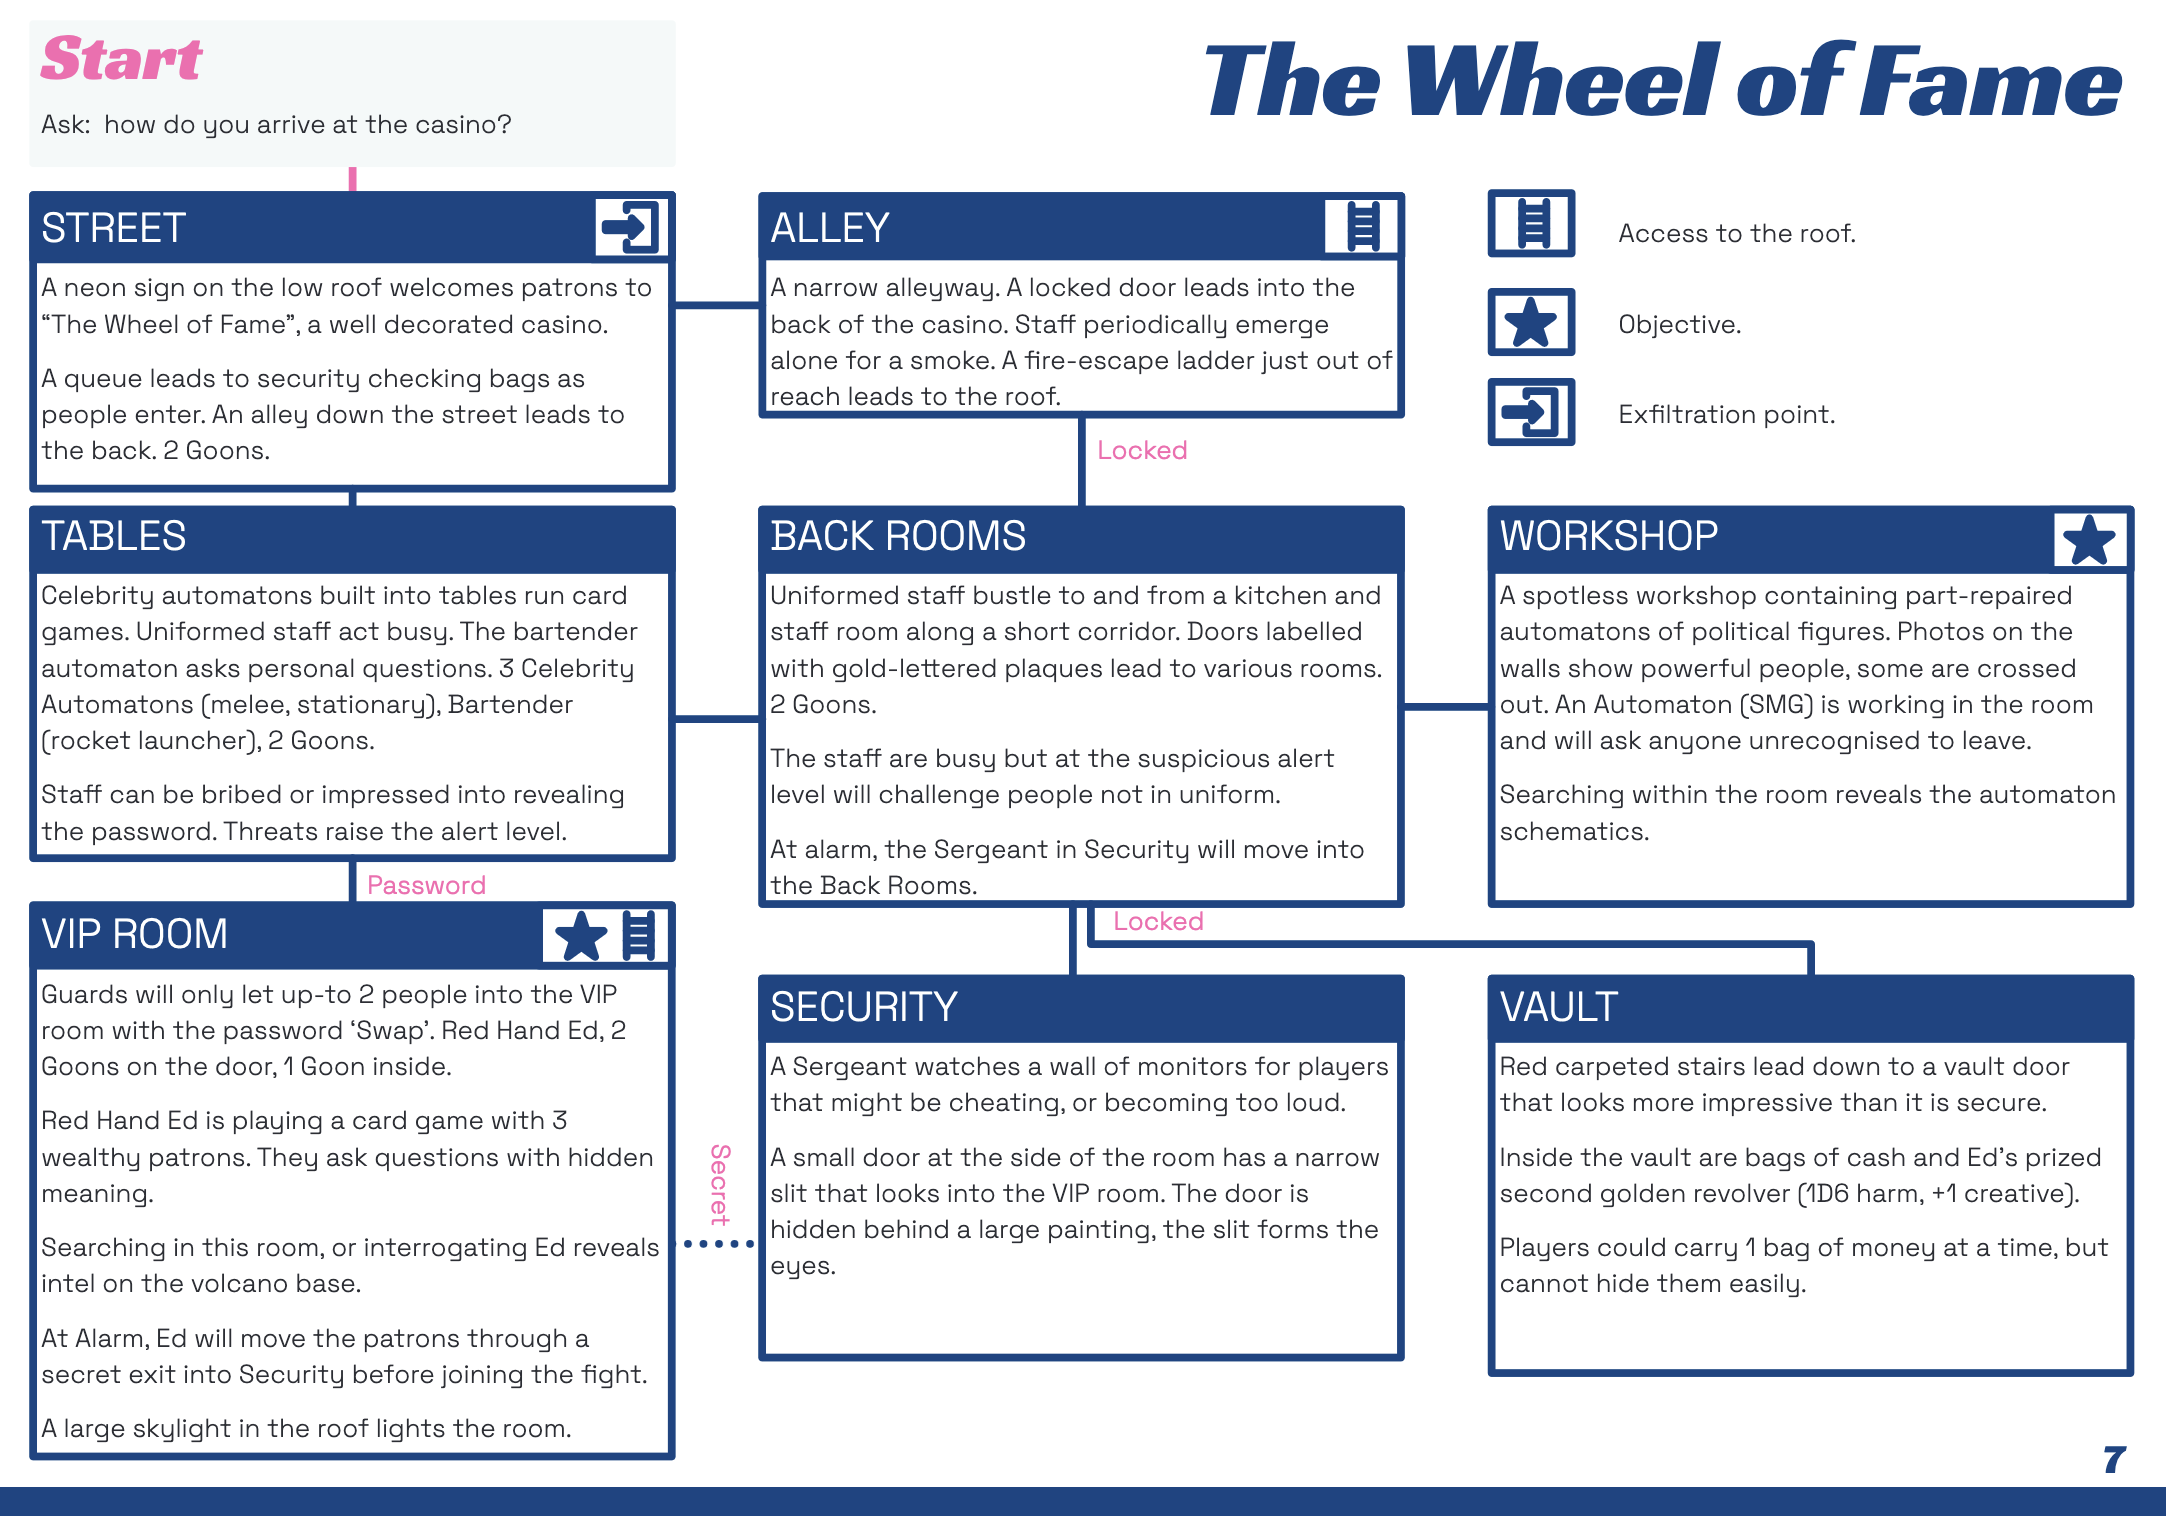 Start
Ask: how do you arrive at the casino?
The Wheel of Fame
STREET
A neon sign on the low roof welcomes patrons to
“The Wheel of Fame”, a well decorated casino.
A queue leads to security checking bags as
people enter. An alley down the street leads to
the back. 2 Goons.
ALLEY
A narrow alleyway. A locked door leads into the
back of the casino. Staff periodically emerge
alone for a smoke. A fire-escape ladder just out of
reach leads to the roof.
Access to the roof.
Objective.
Exfiltration point.
Locked
TABLES
Celebrity automatons built into tables run card
games. Uniformed staff act busy. The bartender
automaton asks personal questions. 3 Celebrity
Automatons (melee, stationary), Bartender
(rocket launcher), 2 Goons.
Staff can be bribed or impressed into revealing
the password. Threats raise the alert level.
BACK ROOMS
Uniformed staff bustle to and from a kitchen and
staff room along a short corridor. Doors labelled
with gold-lettered plaques lead to various rooms.
2 Goons.
The staff are busy but at the suspicious alert
level will challenge people not in uniform.
At alarm, the Sergeant in Security will move into
the Back Rooms.
WORKSHOP
A spotless workshop containing part-repaired
automatons of political figures. Photos on the
walls show powerful people, some are crossed
out. An Automaton (SMG) is working in the room
and will ask anyone unrecognised to leave.
Searching within the room reveals the automaton
schematics.
Password
Locked
VIP ROOM
Guards will only let up-to 2 people into the VIP
room with the password ‘Swap’. Red Hand Ed, 2
Goons on the door, 1 Goon inside.
Red Hand Ed is playing a card game with 3
wealthy patrons. They ask questions with hidden
meaning.
Searching in this room, or interrogating Ed reveals
intel on the volcano base.
At Alarm, Ed will move the patrons through a
secret exit into Security before joining the fight.
A large skylight in the roof lights the room.
Secret
SECURITY
A Sergeant watches a wall of monitors for players
that might be cheating, or becoming too loud.
A small door at the side of the room has a narrow
slit that looks into the VIP room. The door is
hidden behind a large painting, the slit forms the
eyes.
VAULT
Red carpeted stairs lead down to a vault door
that looks more impressive than it is secure.
Inside the vault are bags of cash and Ed’s prized
second golden revolver (1D6 harm, +1 creative).
Players could carry 1 bag of money at a time, but
cannot hide them easily.
7